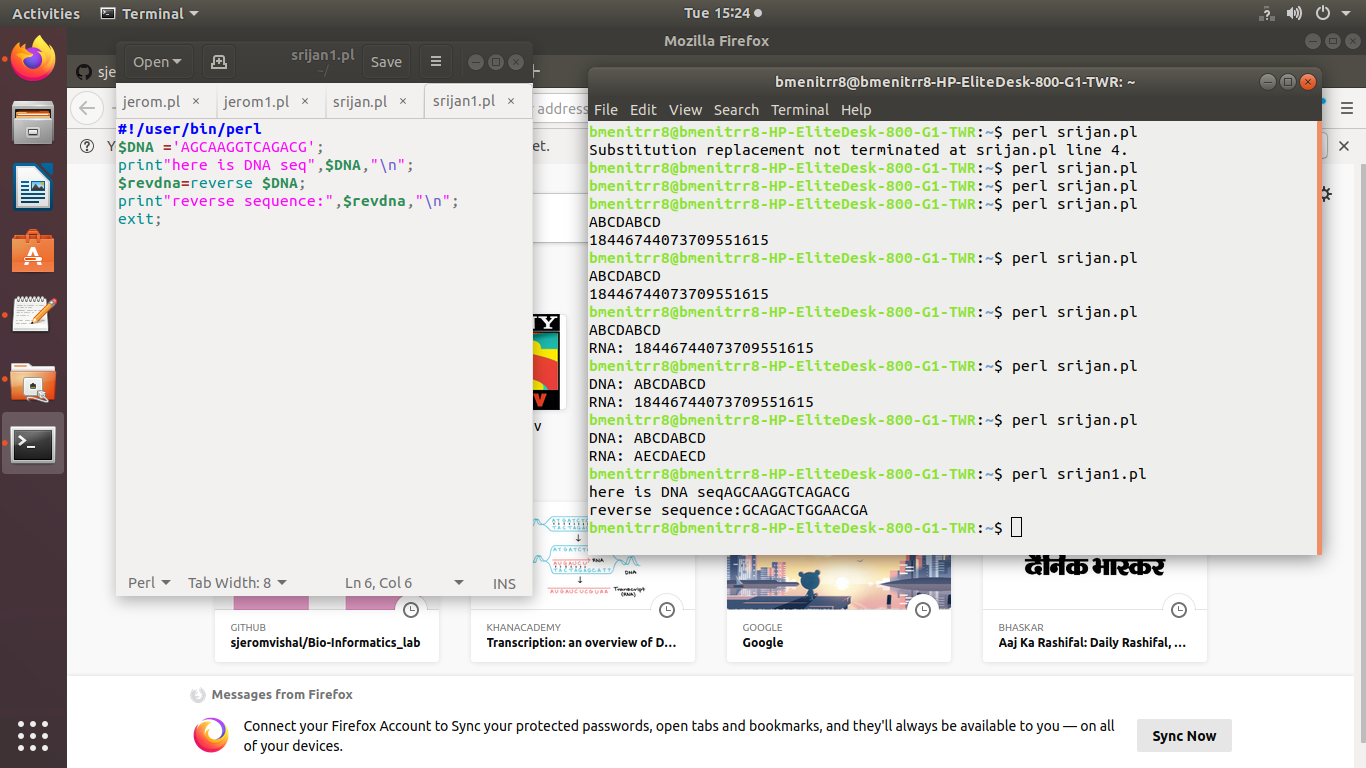 Activities Terminal Tue 15:24
Mozilla Firefox
Open srijan1.pl ~/ Save
jerom.pl × jerom1.pl × srijan.pl × srijan1.pl ×
#!/user/bin/perl
$DNA ='AGCAAGGTCAGACG';
print"here is DNA seq",$DNA,"\n";
$revdna=reverse $DNA;
print"reverse sequence:",$revdna,"\n";
exit;
Perl Tab Width: 8 Ln 6, Col 6 INS
sje
address
et.
bmenitrr8@bmenitrr8-HP-EliteDesk-800-G1-TWR: ~
File Edit View Search Terminal Help
bmenitrr8@bmenitrr8-HP-EliteDesk-800-G1-TWR:~$ perl srijan.pl
Substitution replacement not terminated at srijan.pl line 4.
bmenitrr8@bmenitrr8-HP-EliteDesk-800-G1-TWR:~$ perl srijan.pl
bmenitrr8@bmenitrr8-HP-EliteDesk-800-G1-TWR:~$ perl srijan.pl
bmenitrr8@bmenitrr8-HP-EliteDesk-800-G1-TWR:~$ perl srijan.pl
ABCDABCD
18446744073709551615
bmenitrr8@bmenitrr8-HP-EliteDesk-800-G1-TWR:~$ perl srijan.pl
ABCDABCD
18446744073709551615
bmenitrr8@bmenitrr8-HP-EliteDesk-800-G1-TWR:~$ perl srijan.pl
ABCDABCD
RNA: 18446744073709551615
bmenitrr8@bmenitrr8-HP-EliteDesk-800-G1-TWR:~$ perl srijan.pl
DNA: ABCDABCD
RNA: 18446744073709551615
bmenitrr8@bmenitrr8-HP-EliteDesk-800-G1-TWR:~$ perl srijan.pl
DNA: ABCDABCD
RNA: AECDAECD
bmenitrr8@bmenitrr8-HP-EliteDesk-800-G1-TWR:~$ perl srijan1.pl
here is DNA seqAGCAAGGTCAGACG
reverse sequence:GCAGACTGGAACGA
bmenitrr8@bmenitrr8-HP-EliteDesk-800-G1-TWR:~$
RNA
DNA
AUGAUCUCGUAA Transcript (RNA)
दैनिक भास्कर
GITHUB
sjeromvishal/Bio-Informatics_lab
KHANACADEMY
Transcription: an overview of D...
GOOGLE
Google
BHASKAR
Aaj Ka Rashifal: Daily Rashifal, ...
Messages from Firefox
Connect your Firefox Account to Sync your protected passwords, open tabs and bookmarks, and they'll always be available to you — on all
of your devices.
Sync Now